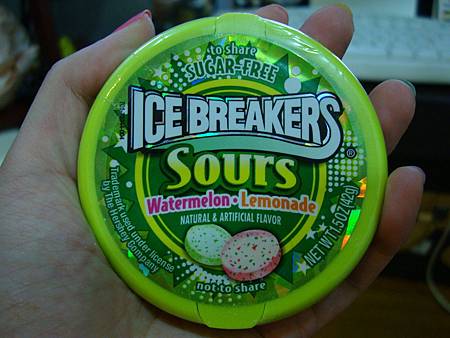 to share
SUGAR-FREE
ICE BREAKERS
®
Sours
Watermelon • Lemonade
NATURAL & ARTIFICIAL FLAVOR
Trademark used under license
by The Hershey Company
NET WT 1.5 OZ (42g)
not to share